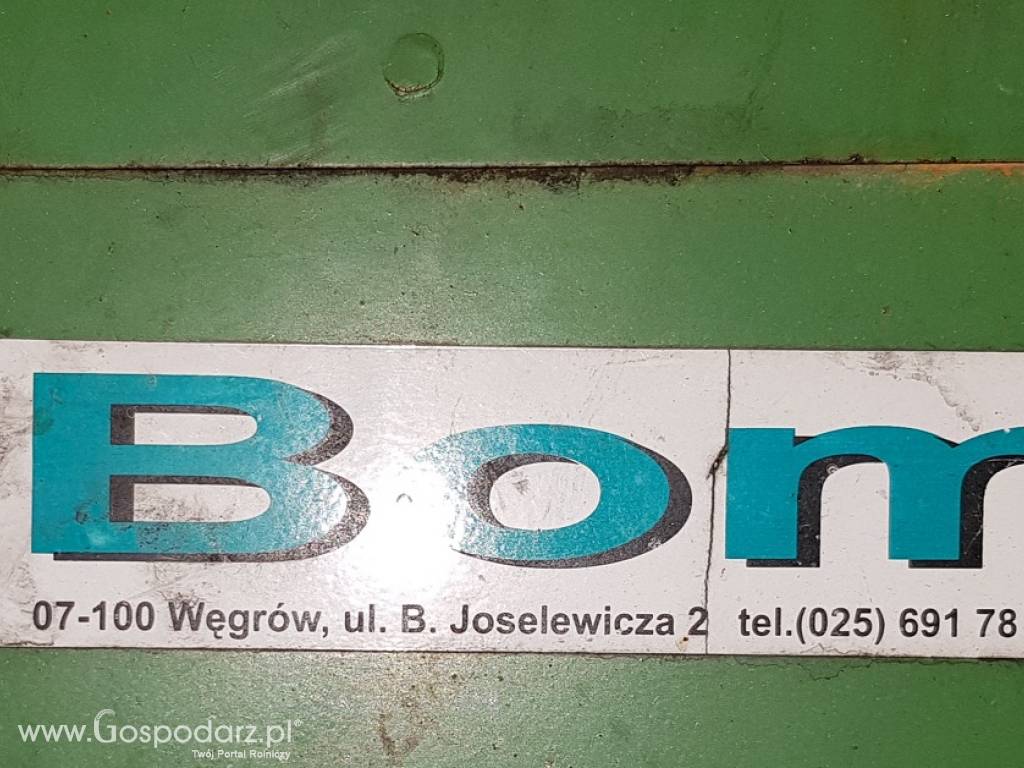 Bom
07-100 Węgrów, ul. B. Joselewicza 2 tel.(025) 691 78
www.Gospodarz.pl®
Twój Portal Rolniczy